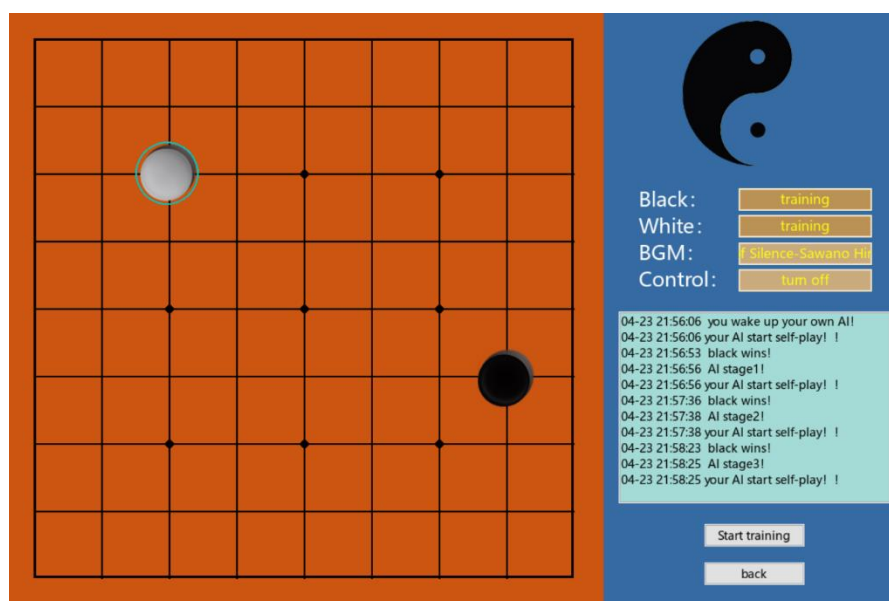 Black: training
White: training
BGM: f Silence-Sawano Hir
Control: turn off
04-23 21:56:06  you wake up your own AI!
04-23 21:56:06 your AI start self-play!  !
04-23 21:56:53  black wins!
04-23 21:56:56  AI stage1!
04-23 21:56:56 your AI start self-play!  !
04-23 21:57:36  black wins!
04-23 21:57:38  AI stage2!
04-23 21:57:38 your AI start self-play!  !
04-23 21:58:23  black wins!
04-23 21:58:25  AI stage3!
04-23 21:58:25 your AI start self-play!  !
Start training
back